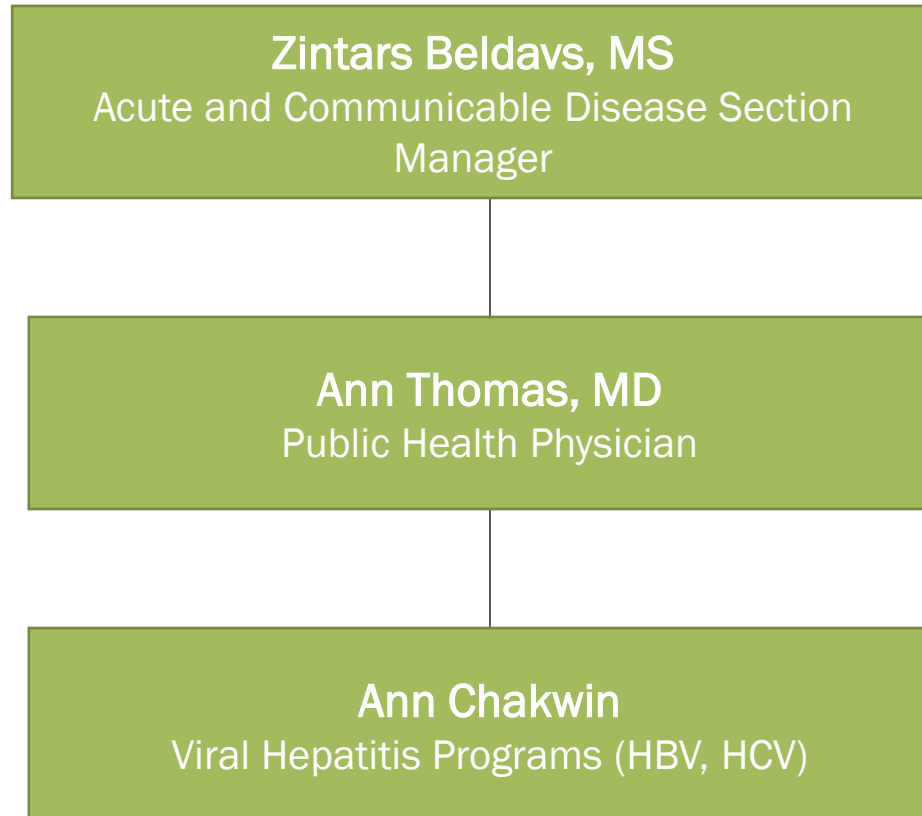 Zintars Beldavs, MS
Acute and Communicable Disease Section
Manager
Ann Thomas, MD
Public Health Physician
Ann Chakwin
Viral Hepatitis Programs (HBV, HCV)